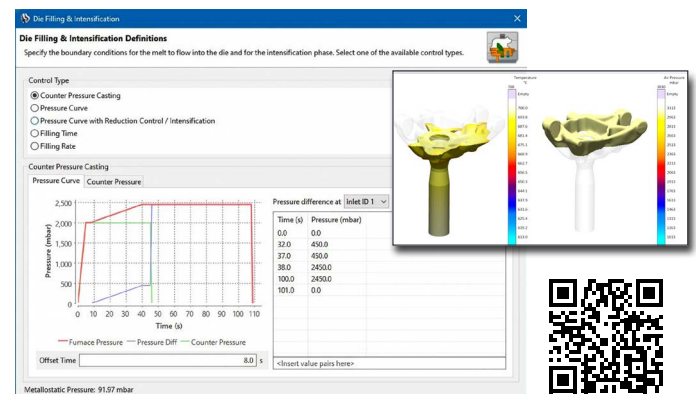 Die Filling & Intensification
Die Filling & Intensification Definitions
Specify the boundary conditions for the melt to flow into the die and for the intensification phase. Select one of the available control types.
Control Type
Counter Pressure Casting
Pressure Curve
Pressure Curve with Reduction Control / Intensification
Filling Time
Filling Rate
Counter Pressure Casting
Pressure Curve Counter Pressure
Pressure (mbar)
2,500
2,000
1,500
1,000
500
0
0 10 20 30 40 50 60 70 80 90 100 110
Time (s)
Furnace Pressure Pressure Diff Counter Pressure
Offset Time 8.0 s
Pressure difference at Inlet ID 1
Time (s) Pressure (mbar)
0.0 0.0
32.0 450.0
37.0 450.0
38.0 2450.0
100.0 2450.0
101.0 0.0
<Insert value pairs here>
Metallostatic Pressure: 91.97 mbar
Temperature
°C
Empty
700.0
Air Pressure
mbar
Empty